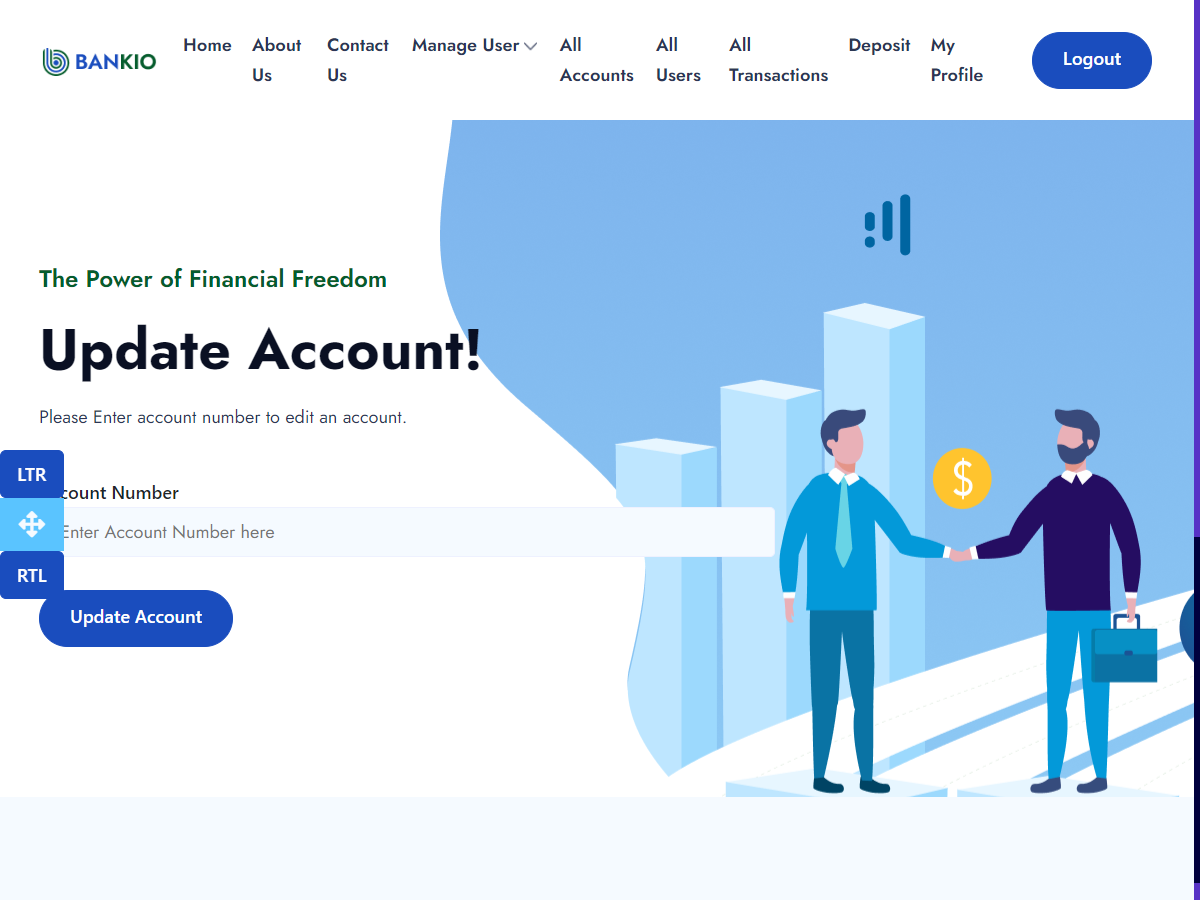 BANKIO
Home
About Us
Contact Us
Manage User
All Accounts
All Users
All Transactions
Deposit
My Profile
Logout
The Power of Financial Freedom
Update Account!
Please Enter account number to edit an account.
LTR
count Number
Enter Account Number here
RTL
Update Account
$